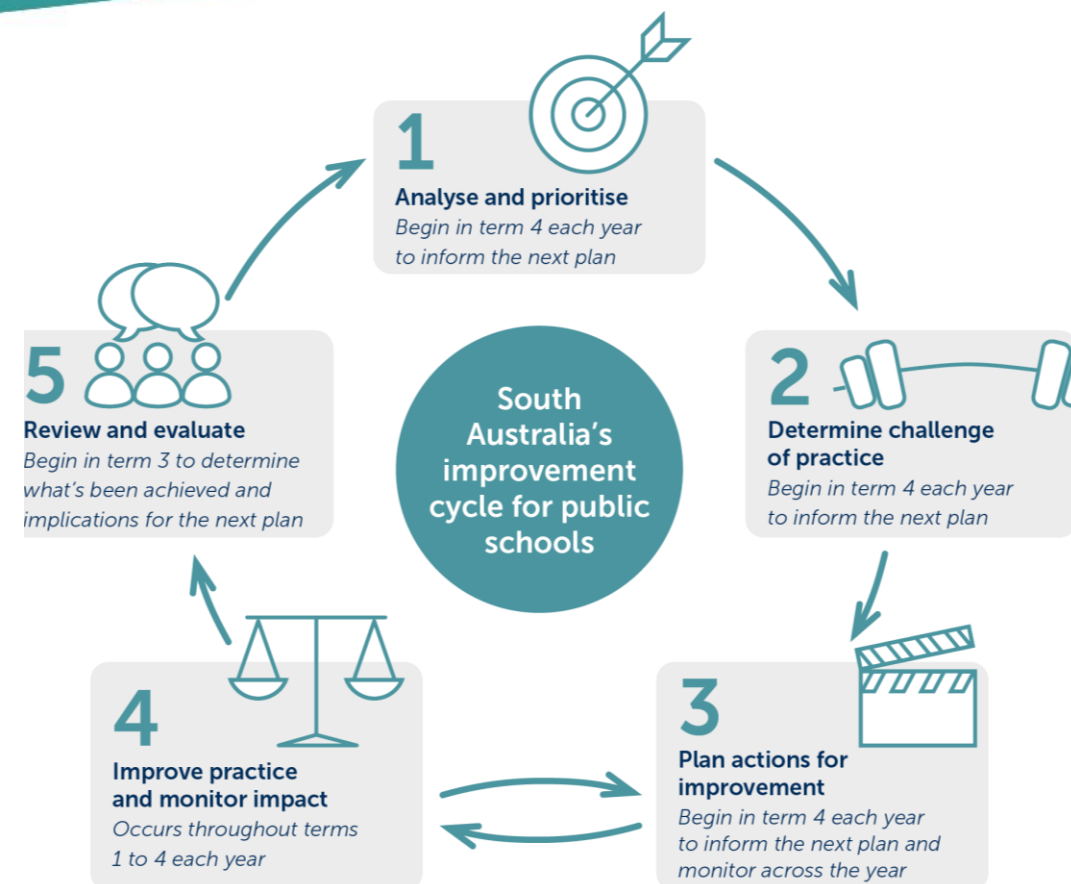 1
Analyse and prioritise
Begin in term 4 each year
to inform the next plan
2
Determine challenge
of practice
Begin in term 4 each year
to inform the next plan
3
Plan actions for
improvement
Begin in term 4 each year
to inform the next plan and
monitor across the year
4
Improve practice
and monitor impact
Occurs throughout terms
1 to 4 each year
5
Review and evaluate
Begin in term 3 to determine
what's been achieved and
implications for the next plan
South
Australia's
improvement
cycle for public
schools